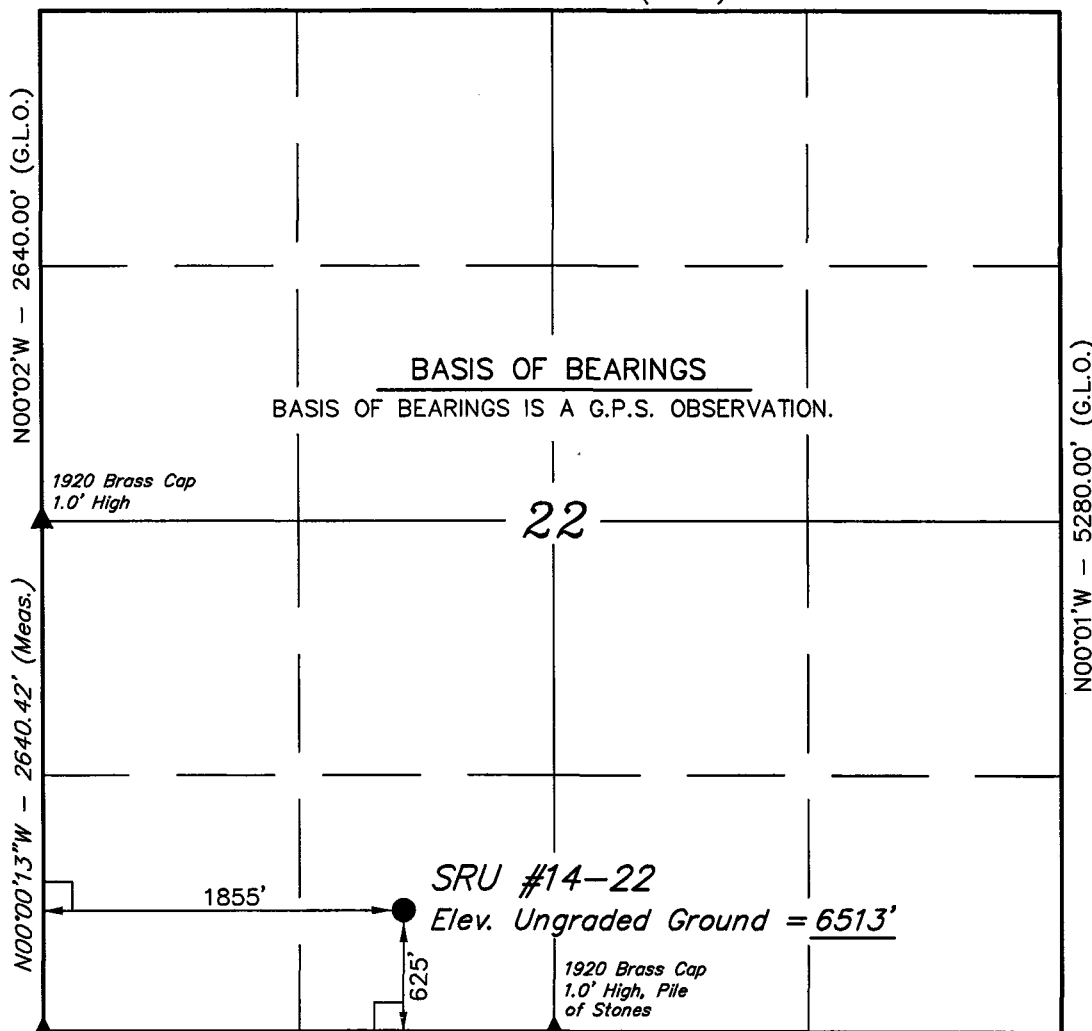 N00°02'W – 2640.00' (G.L.O.)
BASIS OF BEARINGS
BASIS OF BEARINGS IS A G.P.S. OBSERVATION.
1920 Brass Cap
1.0' High
22
N00°01'W – 5280.00' (G.L.O.)
N00°00'13"W – 2640.42' (Meas.)
SRU #14–22
1855'
Elev. Ungraded Ground = 6513'
625'
1920 Brass Cap
1.0' High, Pile
of Stones